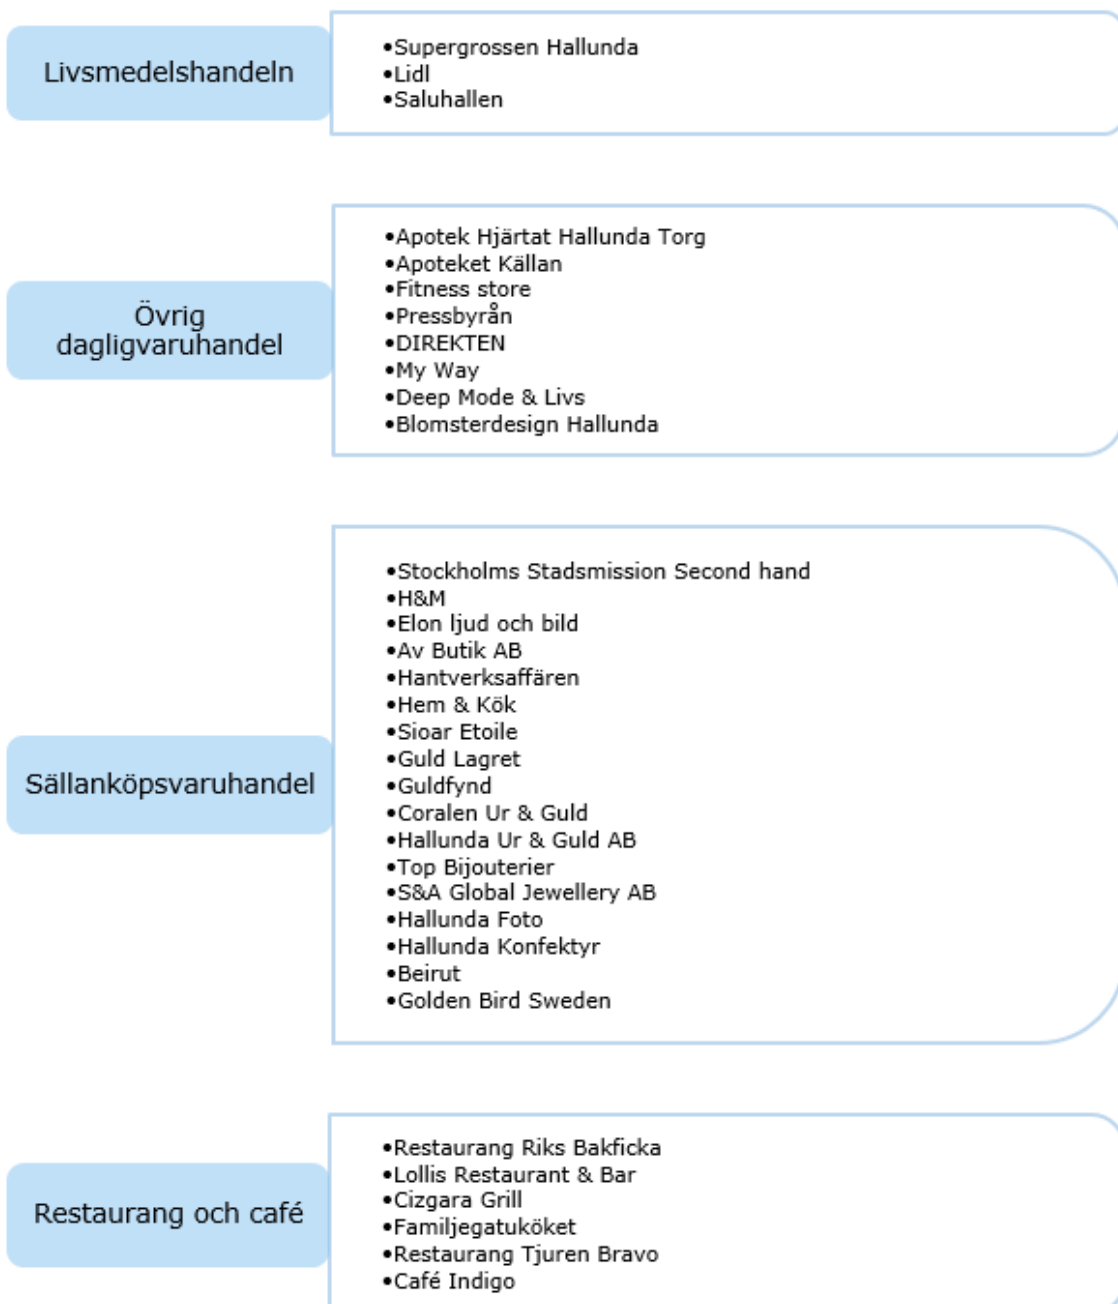 Livsmedelshandeln
•Supergrossen Hallunda
•Lidl
•Saluhallen
Övrig
dagligvaruhandel
•Apotek Hjärtat Hallunda Torg
•Apoteket Källan
•Fitness store
•Pressbyrån
•DIREKTEN
•My Way
•Deep Mode & Livs
•Blomsterdesign Hallunda
Sällanköpsvaruhandel
•Stockholms Stadsmission Second hand
•H&M
•Elon ljud och bild
•Av Butik AB
•Hantverksaffären
•Hem & Kök
•Sioar Etoile
•Guld Lagret
•Guldfynd
•Coralen Ur & Guld
•Hallunda Ur & Guld AB
•Top Bijouterier
•S&A Global Jewellery AB
•Hallunda Foto
•Hallunda Konfektyr
•Beirut
•Golden Bird Sweden
Restaurang och café
•Restaurang Riks Bakficka
•Lollis Restaurant & Bar
•Cizgara Grill
•Familjegatuköket
•Restaurang Tjuren Bravo
•Café Indigo